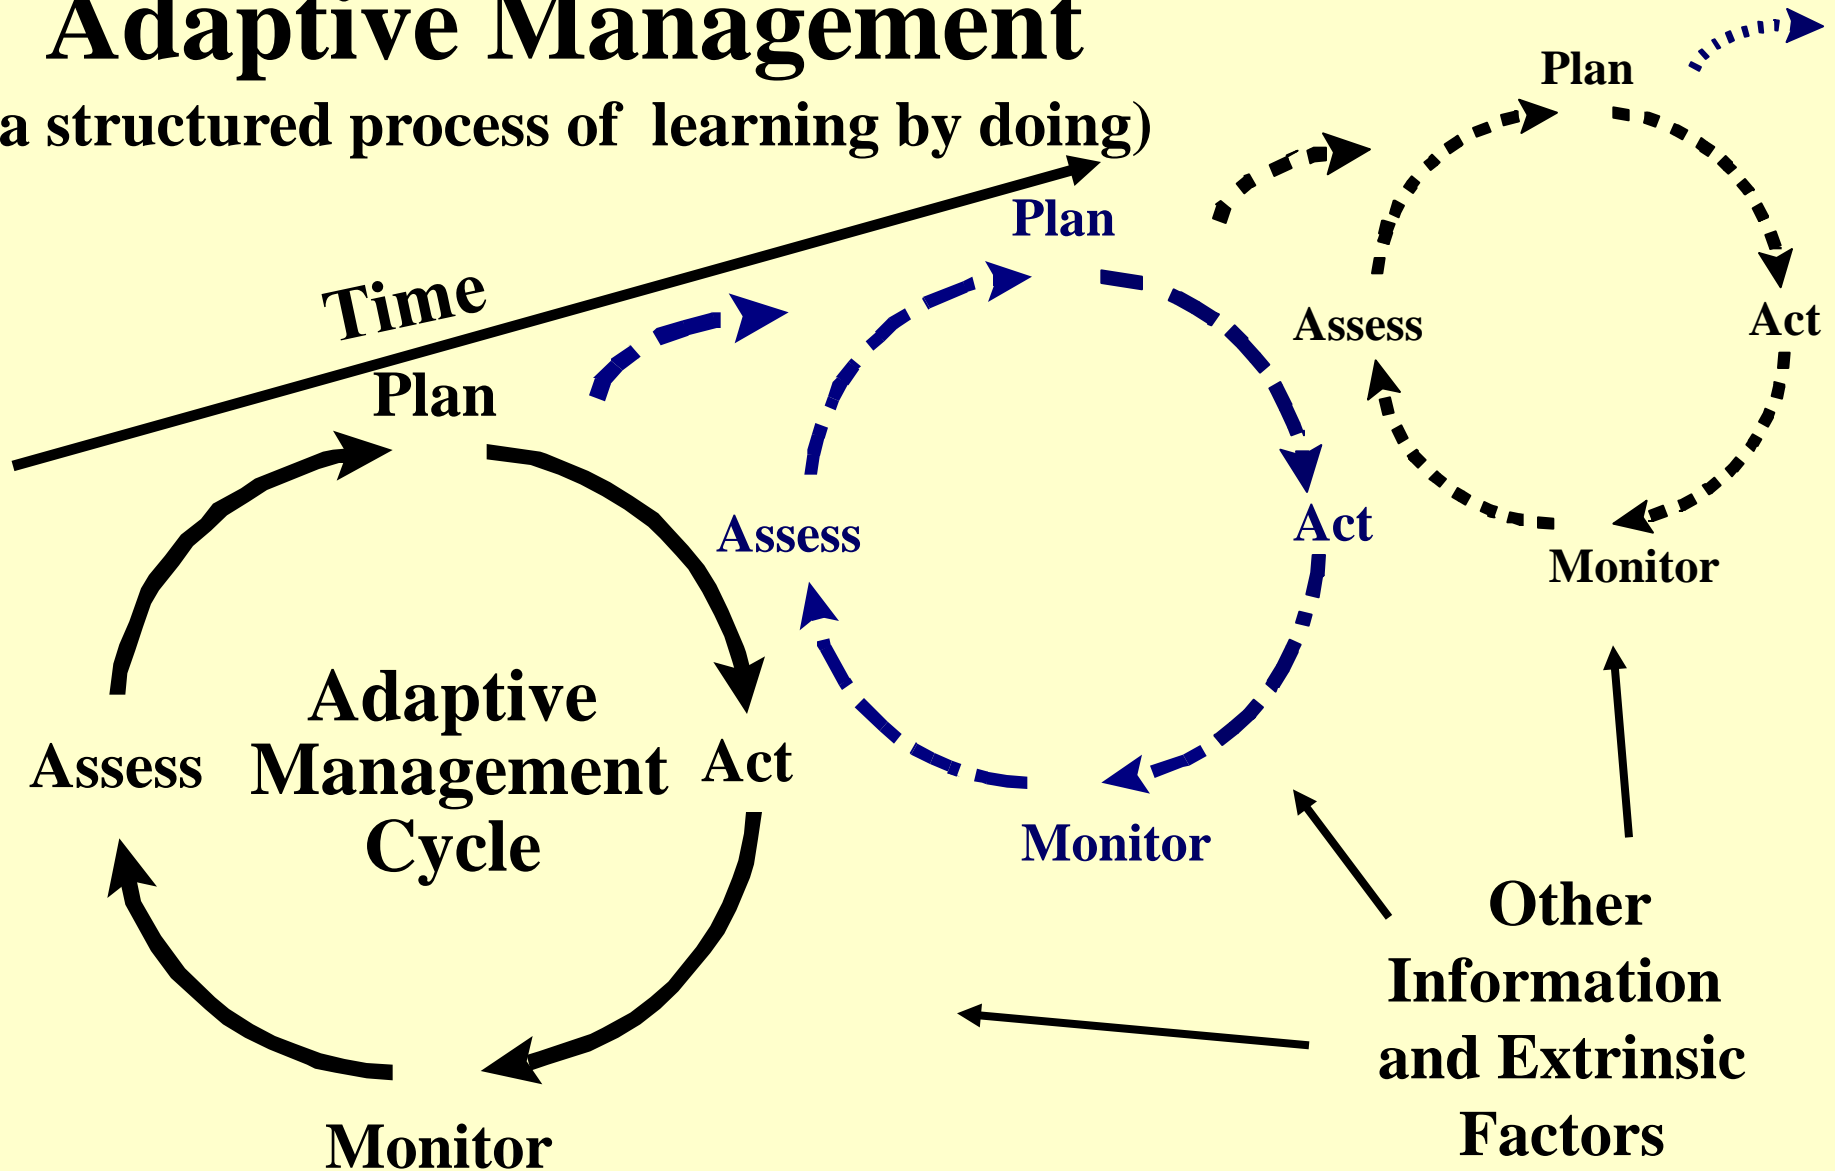 Adaptive Management
a structured process of learning by doing)
Time
Plan
Act
Monitor
Assess
Adaptive
Management
Cycle
Plan
Act
Monitor
Assess
Plan
Act
Monitor
Assess
Other
Information
and Extrinsic
Factors